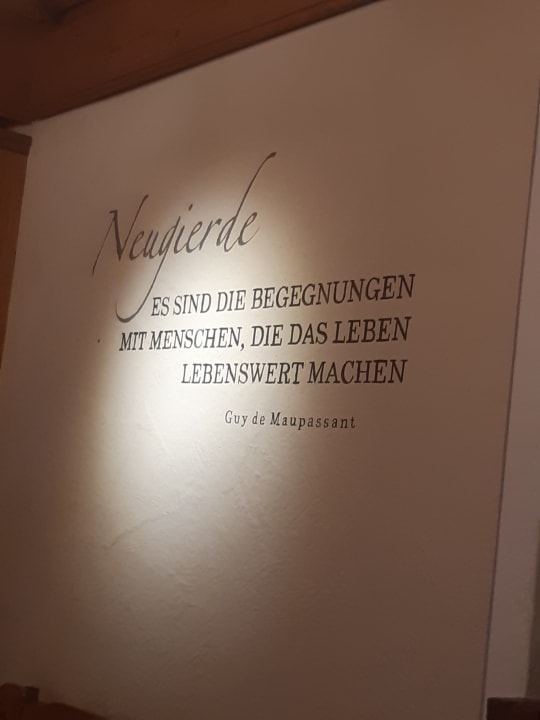 Neugierde
ES SIND DIE BEGEGNUNGEN
MIT MENSCHEN, DIE DAS LEBEN
LEBENSWERT MACHEN
Guy de Maupassant